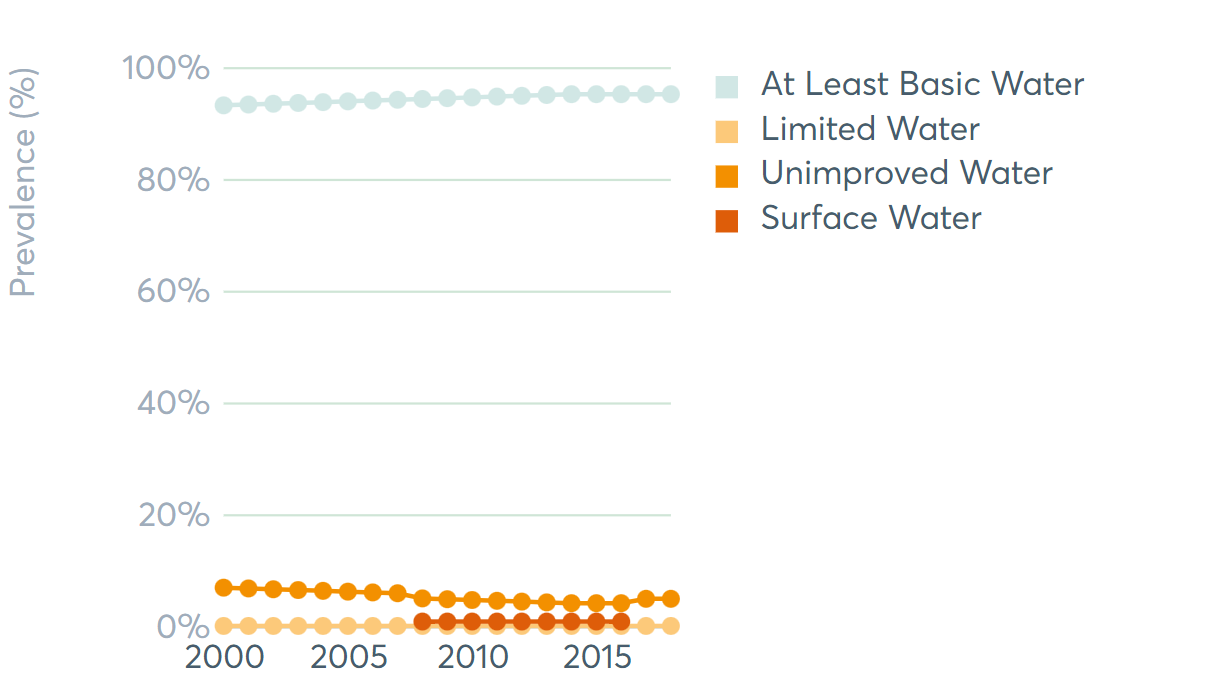 Prevalence (%)
100%
80%
60%
40%
20%
0%
2000 2005 2010 2015
At Least Basic Water
Limited Water
Unimproved Water
Surface Water